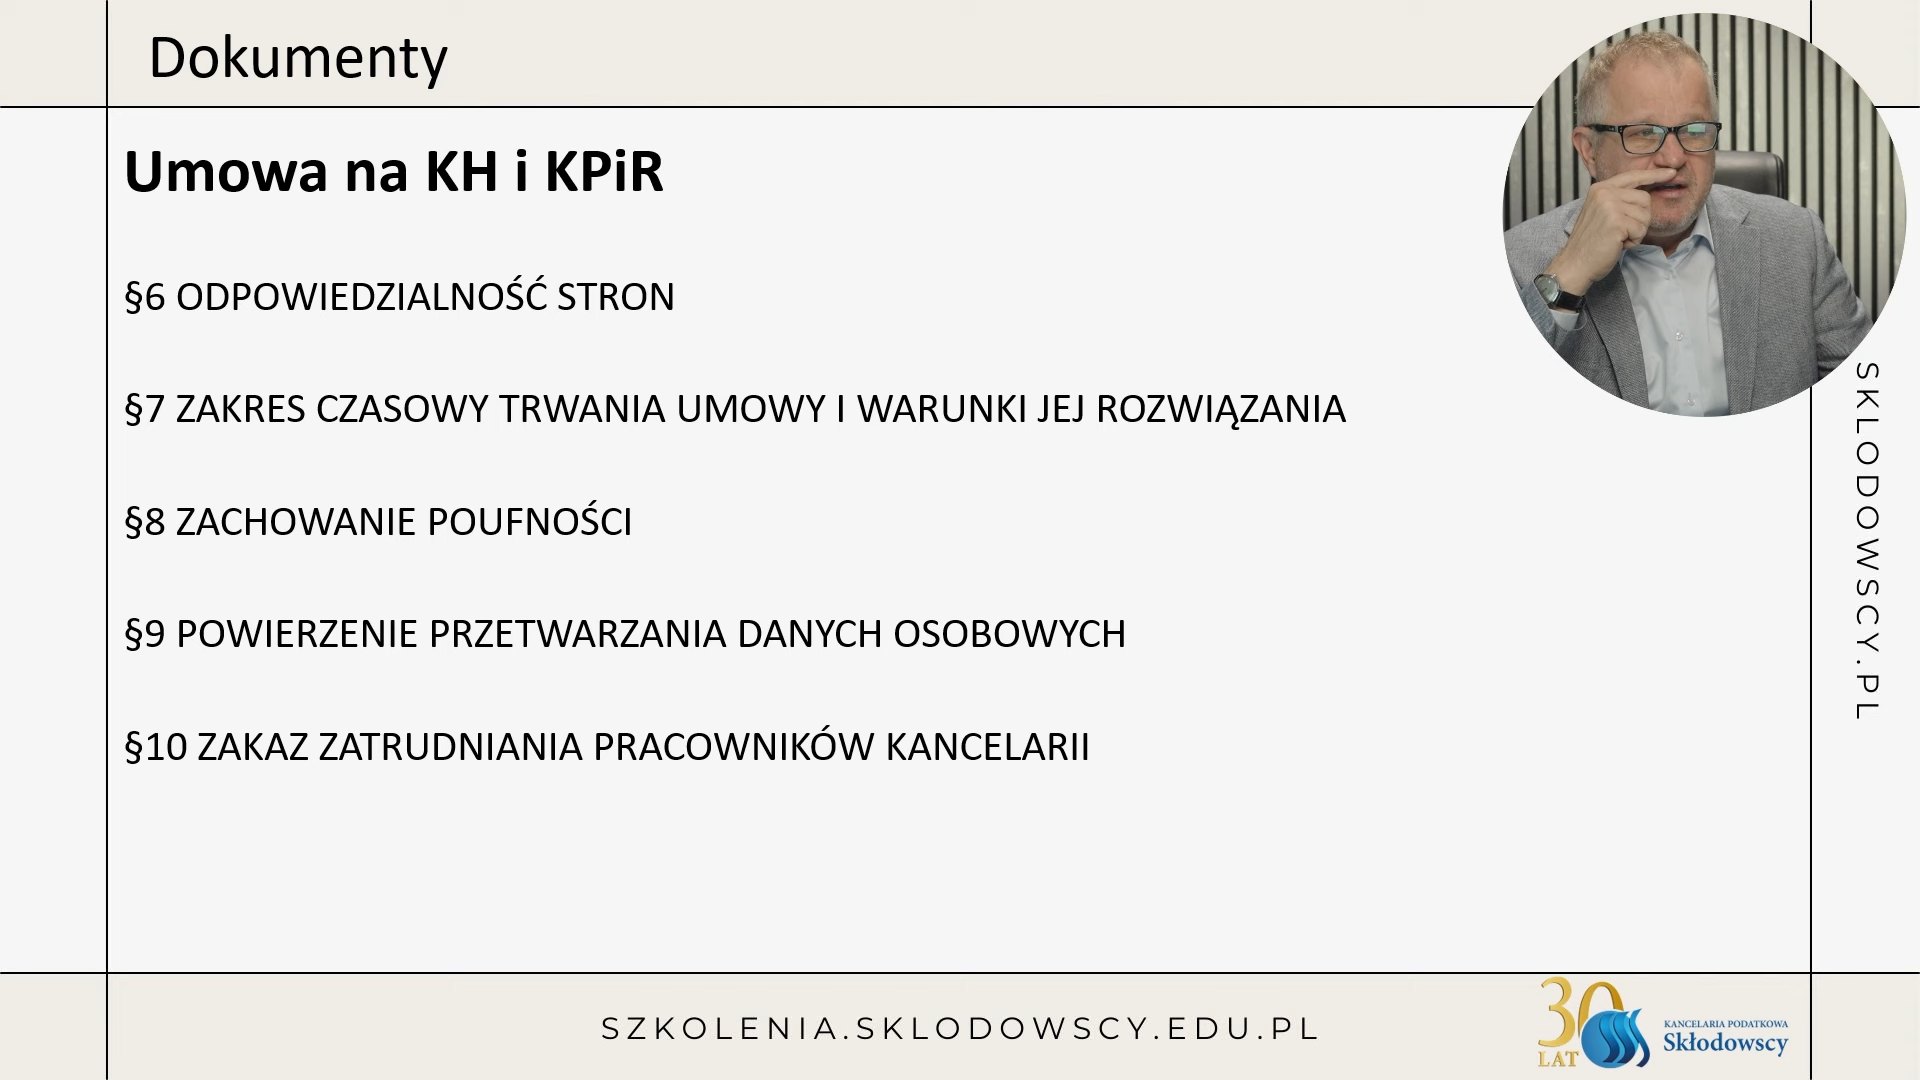 Dokumenty
Umowa na KH i KPiR
§6 ODPOWIEDZIALNOŚĆ STRON
§7 ZAKRES CZASOWY TRWANIA UMOWY I WARUNKI JEJ ROZWIĄZANIA
§8 ZACHOWANIE POUFNOŚCI
§9 POWIERZENIE PRZETWARZANIA DANYCH OSOBOWYCH
§10 ZAKAZ ZATRUDNIANIA PRACOWNIKÓW KANCELARII
SKLODOWSCY.PL
SZKOLENIA.SKLODOWSCY.EDU.PL
30
LAT
KANCELARIA PODATKOWA
Skłodowscy